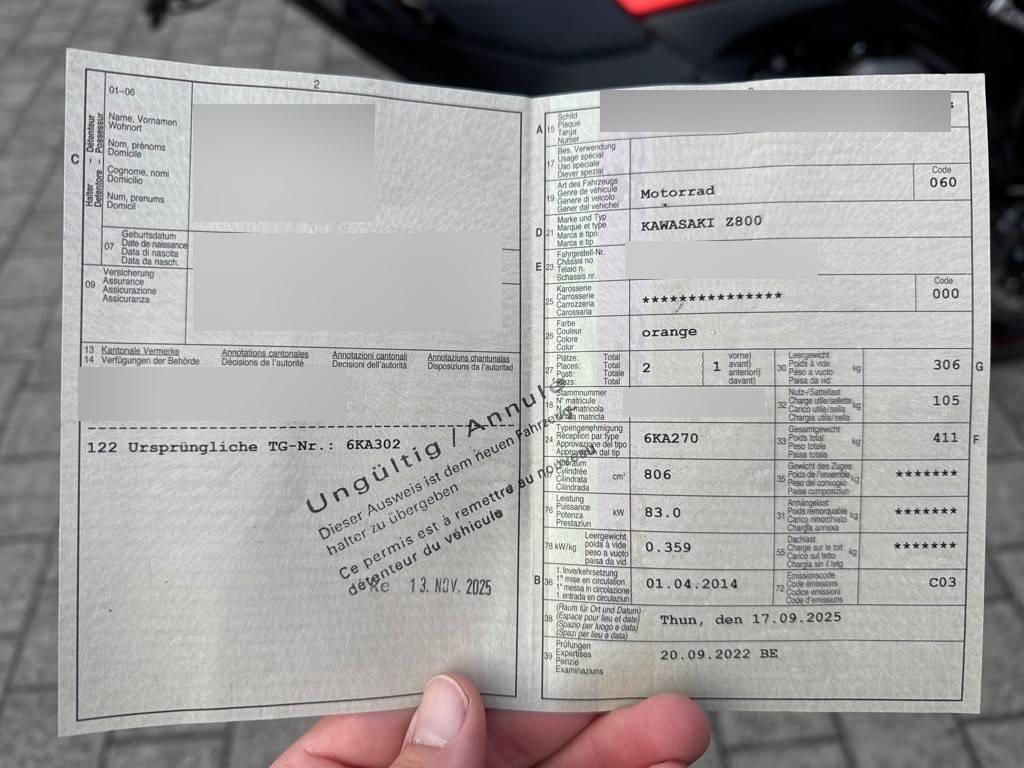 2
01-06
Halter – Détenteur
Detentore – Possessur
Name, Vornamen
Wohnort
Nom, prénoms
Domicile
C
Cognome, nomi
Domicilio
Num, prenums
Domicil
07
Geburtsdatum
Date de naissance
Data di nascita
Data da nasch.
09
Versicherung
Assurance
Assicurazione
Assicuranza
13 Kantonale Vermerke Annotations cantonales Annotazioni cantonali Annotaziuns chantunalas
14 Verfügungen der Behörde Décisions de l'autorité Decisioni dell'autorità Disposiziuns da l'autoritad
122 Ursprüngliche TG-Nr.: 6KA302
Ungültig / Annulé
Dieser Ausweis ist dem neuen Fahrzeug-
halter zu übergeben
Ce permis est à remettre au nouveau
détenteur du véhicule
13. NOV. 2025
A 15
Schild
Plaque
Targa
Numer
17
Bes. Verwendung
Usage spécial
Uso speciale
Diever spezial
19
Art des Fahrzeugs
Genre de véhicule
Genere di veicolo
Gener dal vehichel
Motorrad
Code
060
D 21
Marke und Typ
Marque et type
Marca e tipo
Marca e tip
KAWASAKI Z800
E 23
Fahrgestell-Nr.
Châssis no
Telaio n.
Schassis nr.
25
Karosserie
Carrosserie
Carrozzeria
Carossaria
***************
Code
000
26
Farbe
Couleur
Colore
Colur
orange
27
Plätze: Total
Places: Total
Posti: Totale
Plazs: Total
2
1
vorne)
avant)
anteriori)
davant)
30
Leergewicht
Poids à vide
Peso a vuoto
Paisa da vid
kg
306
G
18
Stammnummer
N° matricule
N. matricola
matricla
32
Nutz-/Sattellast
Charge utile/sellette
Carico utile/sella
Chargia utila/sella
kg
105
24
Typengenehmigung
Réception par type
Approvazione del tipo
Approvaziun dal tip
6KA270
33
Gesamtgewicht
Poids total
Peso totale
Paisa totala
kg
411
F
Hubraum
Cylindrée
Cilindrata
Cilindrada
cm³
806
35
Gewicht des Zuges
Poids de l'ensemble
Peso del convoglio
Paisa cumposiziun
kg
*******
76
Leistung
Puissance
Potenza
Prestaziun
kW
83.0
31
Anhängelast
Poids remorquable
Carico rimorchiato
Chargia annexa
kg
*******
78 kW/kg
Leergewicht
poids à vide
peso a vuoto
paisa da vid
0.359
55
Dachlast
Charge sur le toit
Carico sul tetto
Chargia sin il tetg
kg
*******
B 36
1. Inverkehrsetzung
1re mise en circulation
1a messa in circolazione
1. entrada en circulaziun
01.04.2014
72
Emissionscode
Code émissions
Codice emissioni
Code d'emissiuns
C03
38
(Raum für Ort und Datum)
(Espace pour lieu et date)
(Spazio per luogo e data)
(Spazi per lieu e data)
Thun, den 17.09.2025
39
Prüfungen
Expertises
Perizie
Examinaziuns
20.09.2022 BE